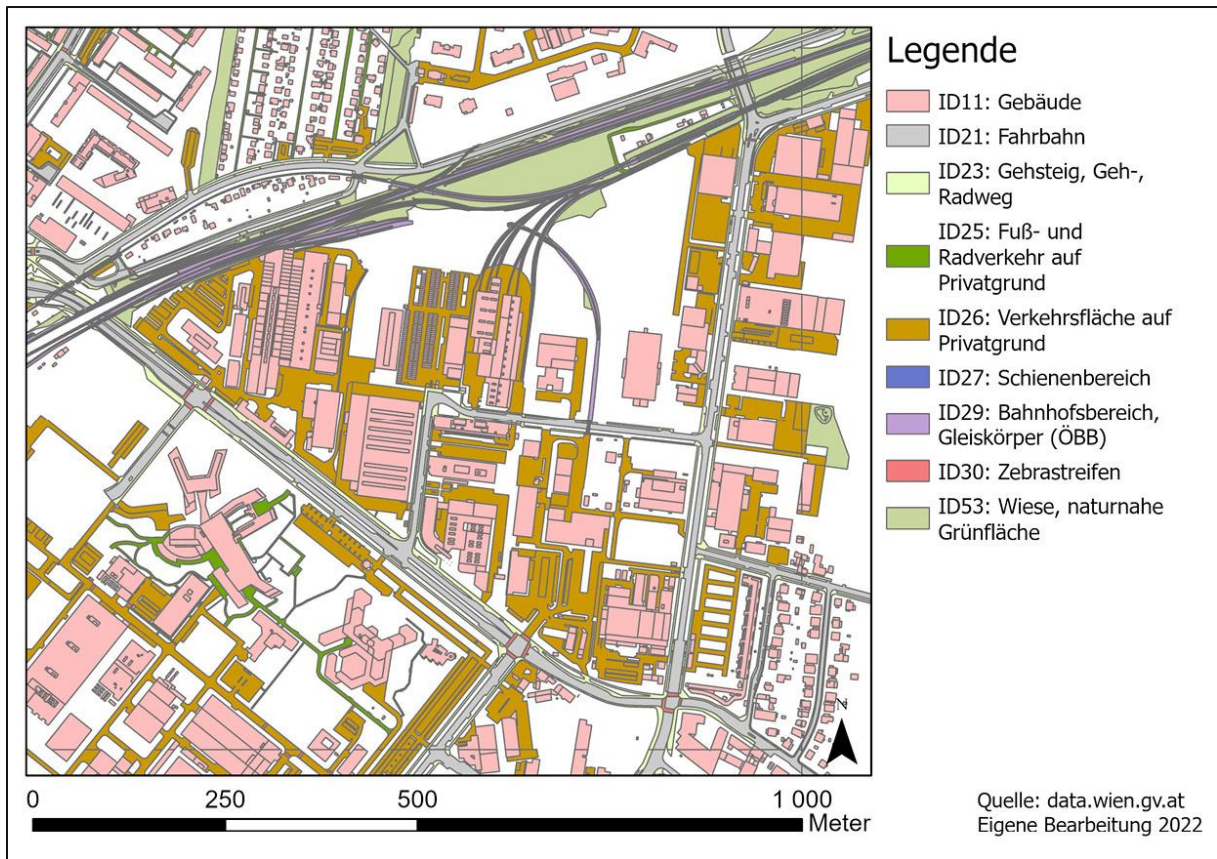 Legende
ID11: Gebäude
ID21: Fahrbahn
ID23: Gehsteig, Geh-,
Radweg
ID25: Fuß- und
Radverkehr auf
Privatgrund
ID26: Verkehrsfläche auf
Privatgrund
ID27: Schienenbereich
ID29: Bahnhofsbereich,
Gleiskörper (ÖBB)
ID30: Zebrastreifen
ID53: Wiese, naturnahe
Grünfläche
N
0 250 500 1 000
Meter
Quelle: data.wien.gv.at
Eigene Bearbeitung 2022